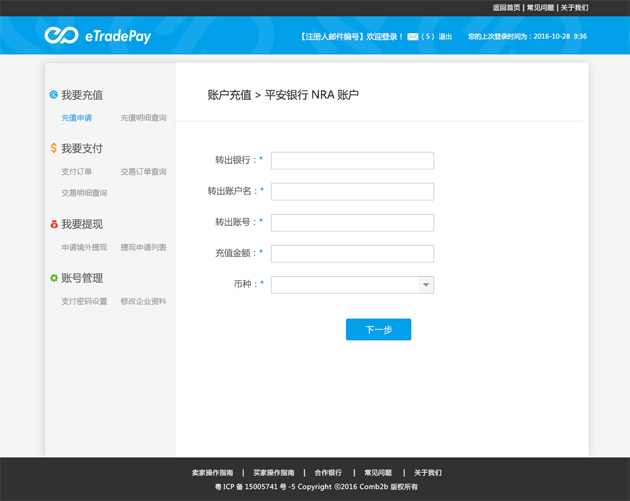 返回首页 | 常见问题 | 关于我们
eTradePay
【注册人邮件编号】欢迎登录！ （5） 退出 您的上次登录时间为：2016-10-28 9:36
我要充值
充值申请 充值明细查询
我要支付
支付订单 交易订单查询
交易明细查询
我要提现
申请境外提现 提现申请列表
账号管理
支付密码设置 修改企业资料
账户充值 > 平安银行 NRA 账户
转出银行：*
转出账户名：*
转出账号：*
充值金额：*
币种：*
下一步
卖家操作指南 | 买家操作指南 | 合作银行 | 常见问题 | 关于我们
粤 ICP 备 15005741 号 -5 Copyright ©2016 Comb2b 版权所有